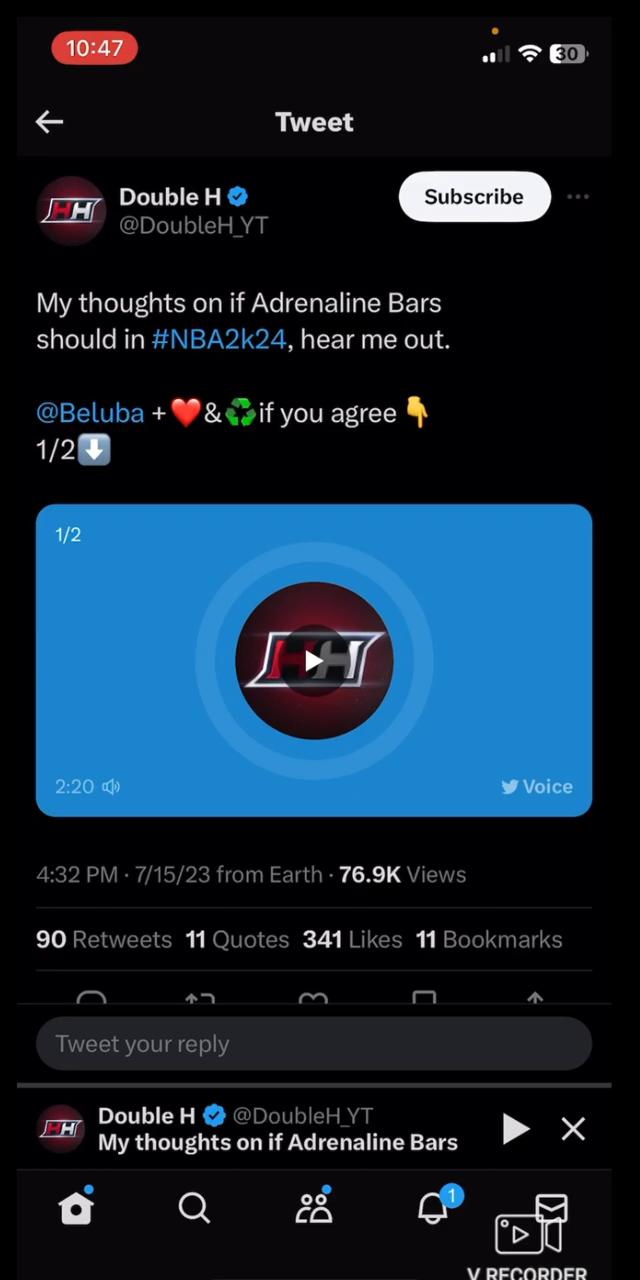 10:47
30
Tweet
Double H
Subscribe
@DoubleH_YT
My thoughts on if Adrenaline Bars
should in #NBA2k24, hear me out.
@Beluba + ❤️&♻️if you agree 👇
1/2⬇️
1/2
HH
2:20
Voice
4:32 PM · 7/15/23 from Earth · 76.9K Views
90 Retweets 11 Quotes 341 Likes 11 Bookmarks
Tweet your reply
Double H @DoubleH_YT
My thoughts on if Adrenaline Bars
1
V RECORDER